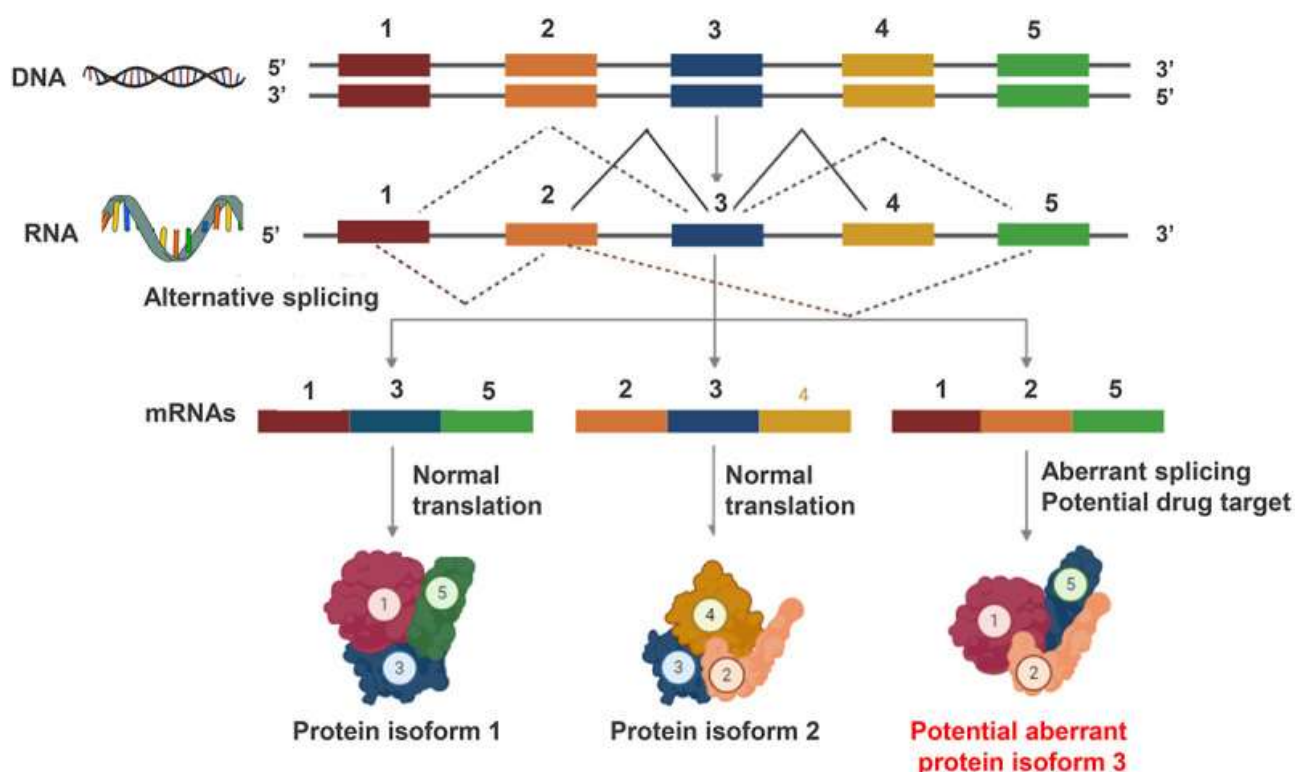 1 2 3 4 5
DNA 5' 3'
3' 5'
1 2 3 4 5
RNA 5' 3'
Alternative splicing
1 3 5 2 3 4 1 2 5
mRNAs
Normal translation
Normal translation
Aberrant splicing
Potential drug target
1 5 3
4 3 2
5 1 2
Protein isoform 1
Protein isoform 2
Potential aberrant
protein isoform 3